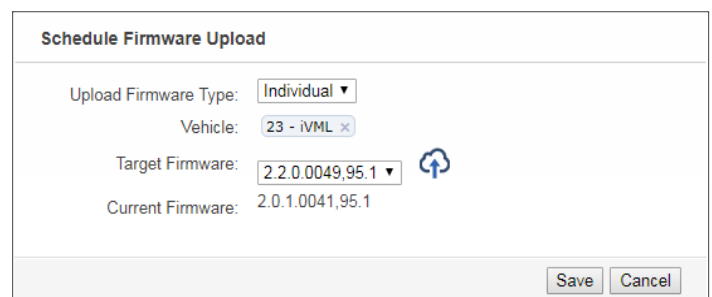 Schedule Firmware Upload
Upload Firmware Type: Individual
Vehicle: 23 - iVML ×
Target Firmware: 2.2.0.0049,95.1
Current Firmware: 2.0.1.0041,95.1
Save Cancel